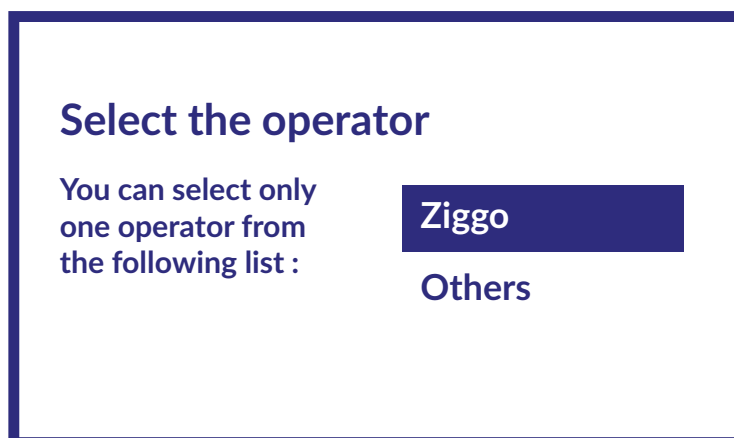 Select the operator
You can select only
one operator from
the following list :
Ziggo
Others